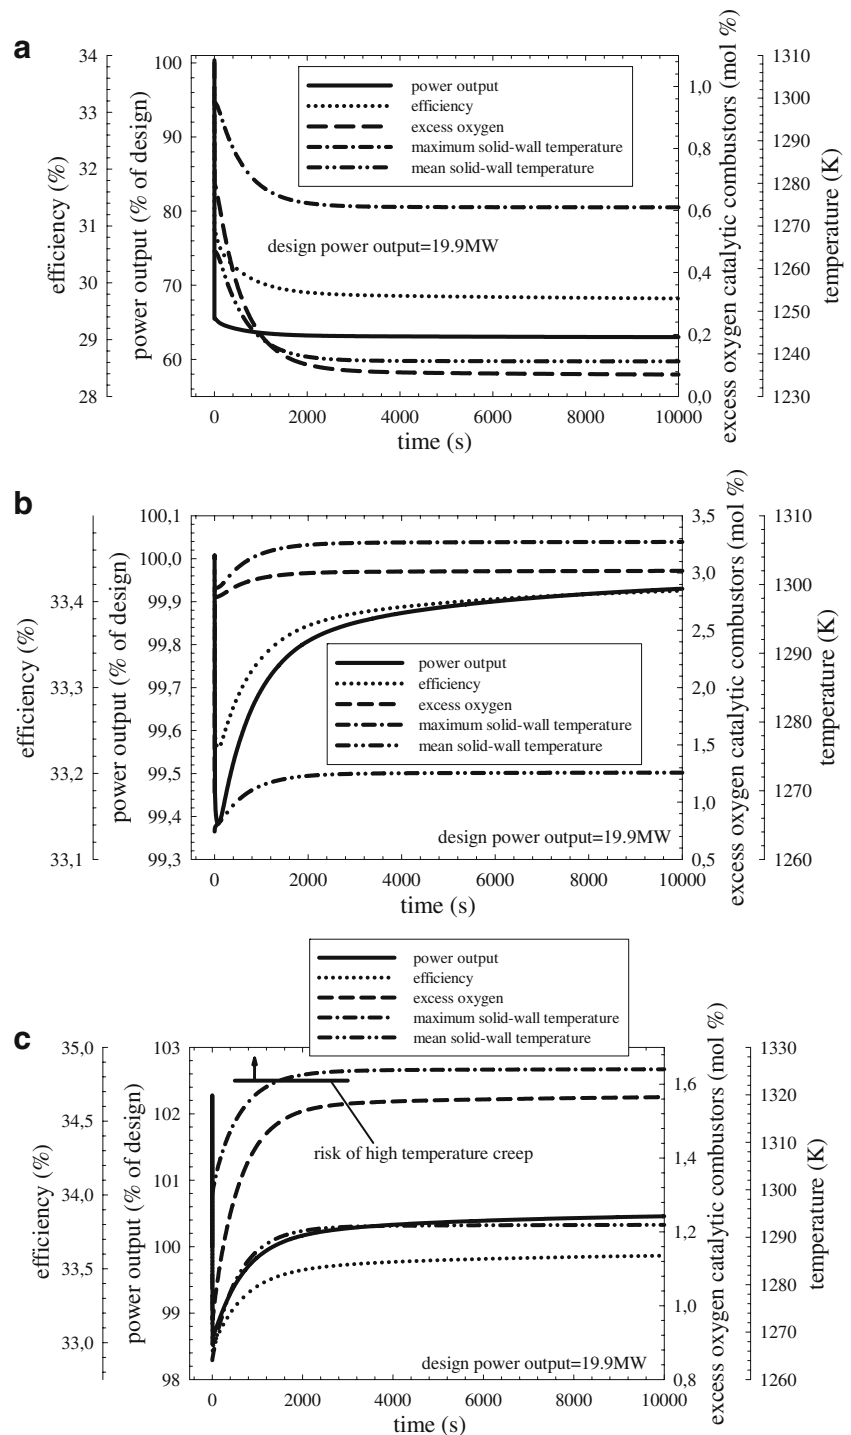 a
34
33
32
31
30
29
28
efficiency (%)
100
90
80
70
60
power output (% of design)
power output
efficiency
excess oxygen
maximum solid-wall temperature
mean solid-wall temperature
design power output=19.9MW
1,0
0,8
0,6
0,4
0,2
0,0
excess oxygen catalytic combustors (mol %)
1310
1300
1290
1280
1270
1260
1250
1240
1230
temperature (K)
0 2000 4000 6000 8000 10000
time (s)
b
33,4
33,3
33,2
33,1
efficiency (%)
100,1
100,0
99,9
99,8
99,7
99,6
99,5
99,4
99,3
power output (% of design)
power output
efficiency
excess oxygen
maximum solid-wall temperature
mean solid-wall temperature
design power output=19.9MW
3,5
3,0
2,5
2,0
1,5
1,0
0,5
excess oxygen catalytic combustors (mol %)
1310
1300
1290
1280
1270
1260
temperature (K)
0 2000 4000 6000 8000 10000
time (s)
power output
efficiency
excess oxygen
maximum solid-wall temperature
mean solid-wall temperature
c
35,0
34,5
34,0
33,5
33,0
efficiency (%)
103
102
101
100
99
98
power output (% of design)
risk of high temperature creep
design power output=19.9MW
1,6
1,4
1,2
1,0
0,8
excess oxygen catalytic combustors (mol %)
1330
1320
1310
1300
1290
1280
1270
1260
temperature (K)
0 2000 4000 6000 8000 10000
time (s)